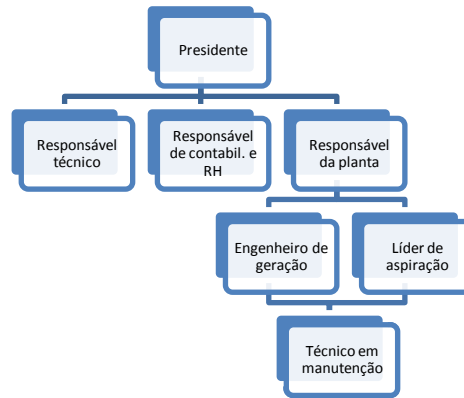 Presidente
Responsável
técnico
Responsável
de contabil. e
RH
Responsável
da planta
Engenheiro de
geração
Líder de
aspiração
Técnico em
manutenção